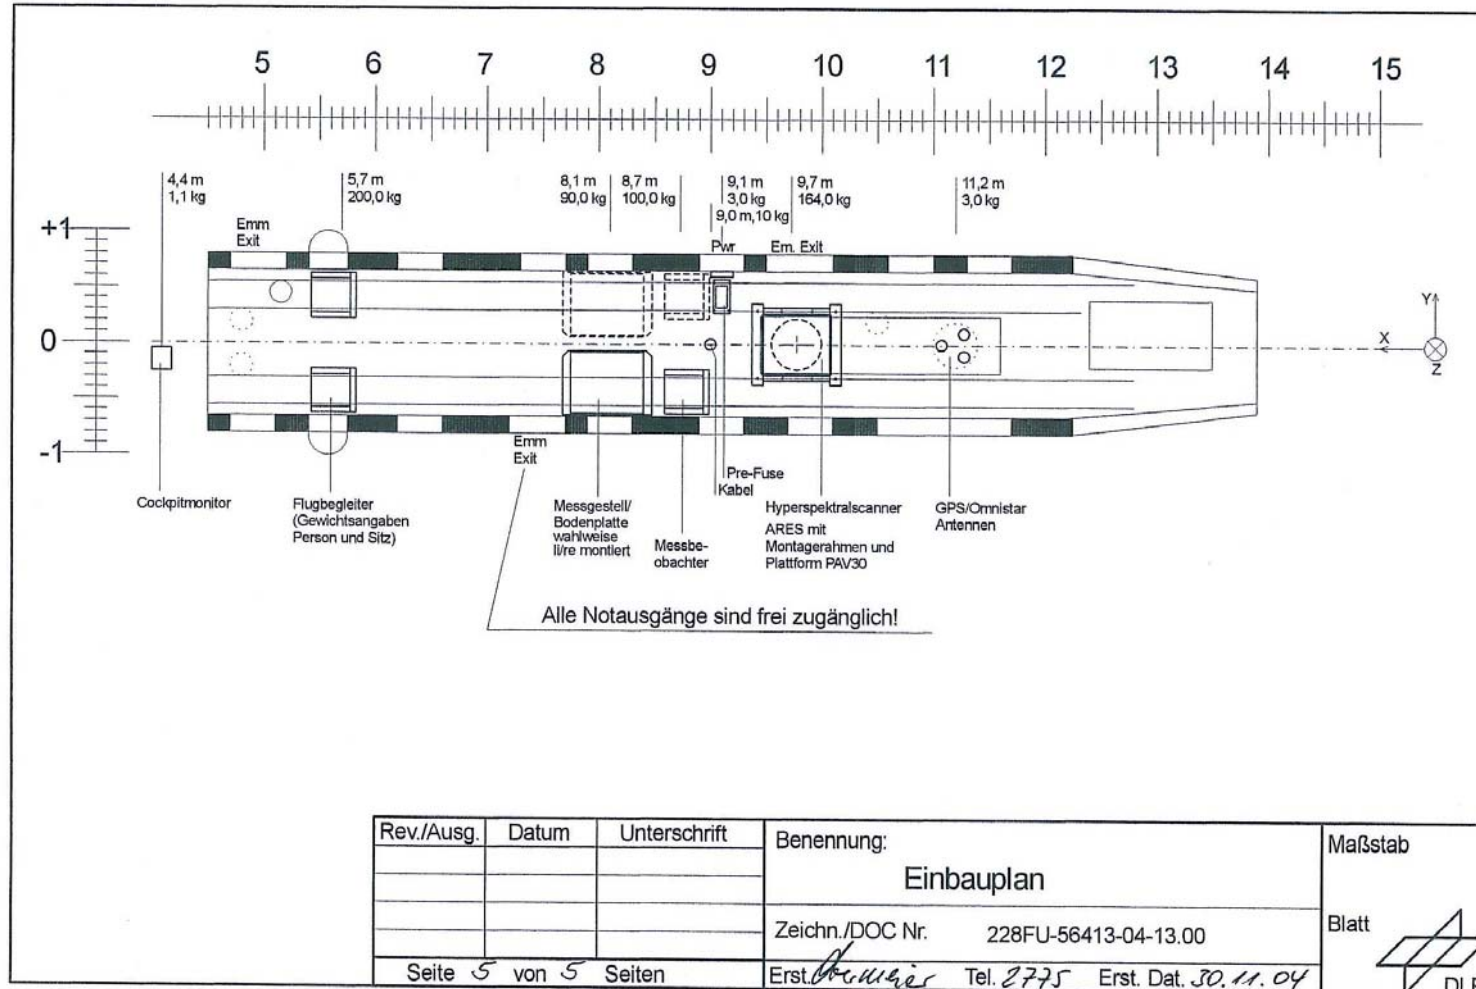 5 6 7 8 9 10 11 12 13 14 15
4,4 m
1,1 kg
5,7 m
200,0 kg
8,1 m
90,0 kg
8,7 m
100,0 kg
9,1 m
3,0 kg
9,0 m,10 kg
9,7 m
164,0 kg
11,2 m
3,0 kg
+1
0
-1
Emm
Exit
Pwr
Em. Exit
Y
X
Z
Emm
Exit
Cockpitmonitor
Flugbegleiter
(Gewichtsangaben
Person und Sitz)
Messgestell/
Bodenplatte
wahlweise
li/re montiert
Messbe-
obachter
Pre-Fuse
Kabel
Hyperspektralscanner
ARES mit
Montagerahmen und
Plattform PAV30
GPS/Omnistar
Antennen
Alle Notausgänge sind frei zugänglich!
Rev./Ausg. Datum Unterschrift
Benennung:
Einbauplan
Maßstab
Zeichn./DOC Nr. 228FU-56413-04-13.00
Blatt
Seite 5 von 5 Seiten
Erst. Tel. 2775 Erst. Dat. 30.11.04